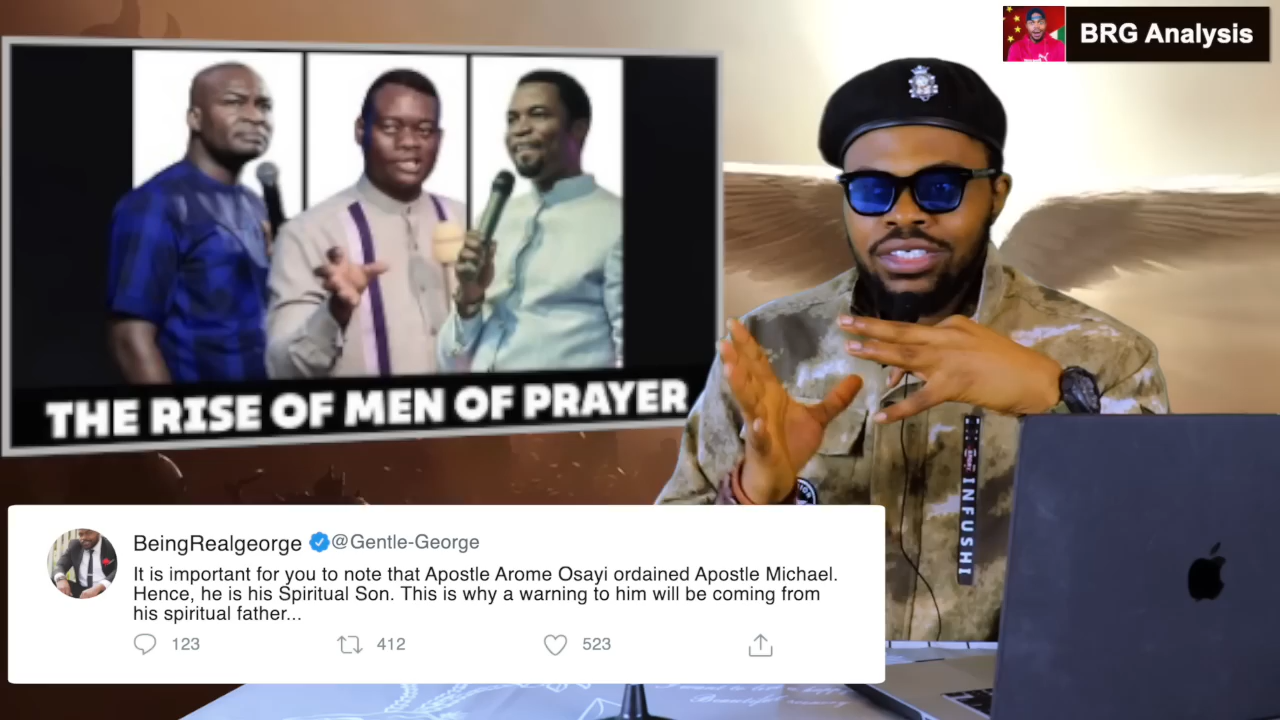 BRG Analysis
THE RISE OF MEN OF PRAYER
INFUSHI
BeingRealgeorge @Gentle-George
It is important for you to note that Apostle Arome Osayi ordained Apostle Michael.
Hence, he is his Spiritual Son. This is why a warning to him will be coming from
his spiritual father...
123 412 523